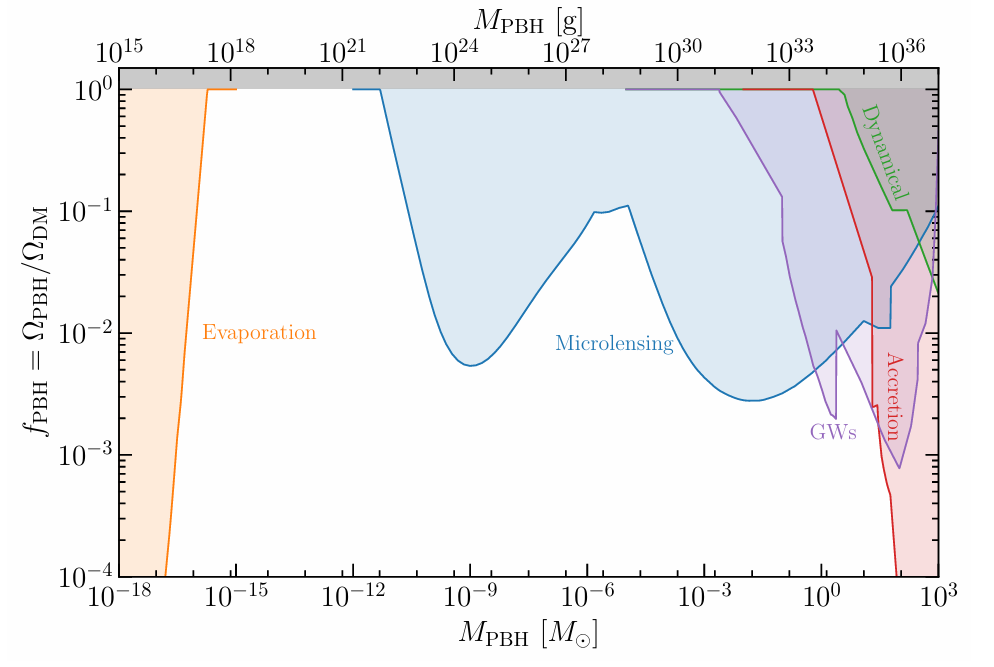 M_PBH [g]
10^15 10^18 10^21 10^24 10^27 10^30 10^33 10^36
10^0
10^−1
10^−2
10^−3
10^−4
f_PBH = Ω_PBH/Ω_DM
Evaporation
Microlensing
GWs
Accretion
Dynamical
10^−18 10^−15 10^−12 10^−9 10^−6 10^−3 10^0 10^3
M_PBH [M_⊙]